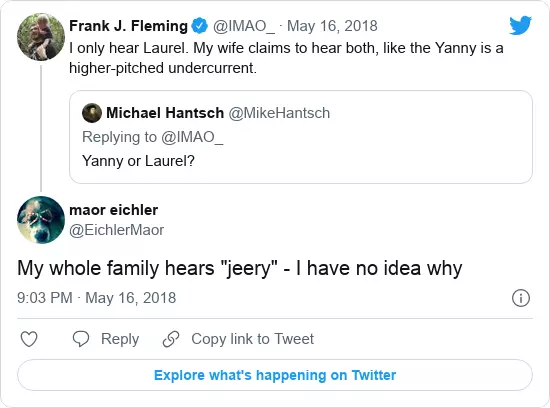 Frank J. Fleming @IMAO_ · May 16, 2018
I only hear Laurel. My wife claims to hear both, like the Yanny is a
higher-pitched undercurrent.
Michael Hantsch @MikeHantsch
Replying to @IMAO_
Yanny or Laurel?
maor eichler
@EichlerMaor
My whole family hears "jeery" - I have no idea why
9:03 PM · May 16, 2018
Reply Copy link to Tweet
Explore what's happening on Twitter